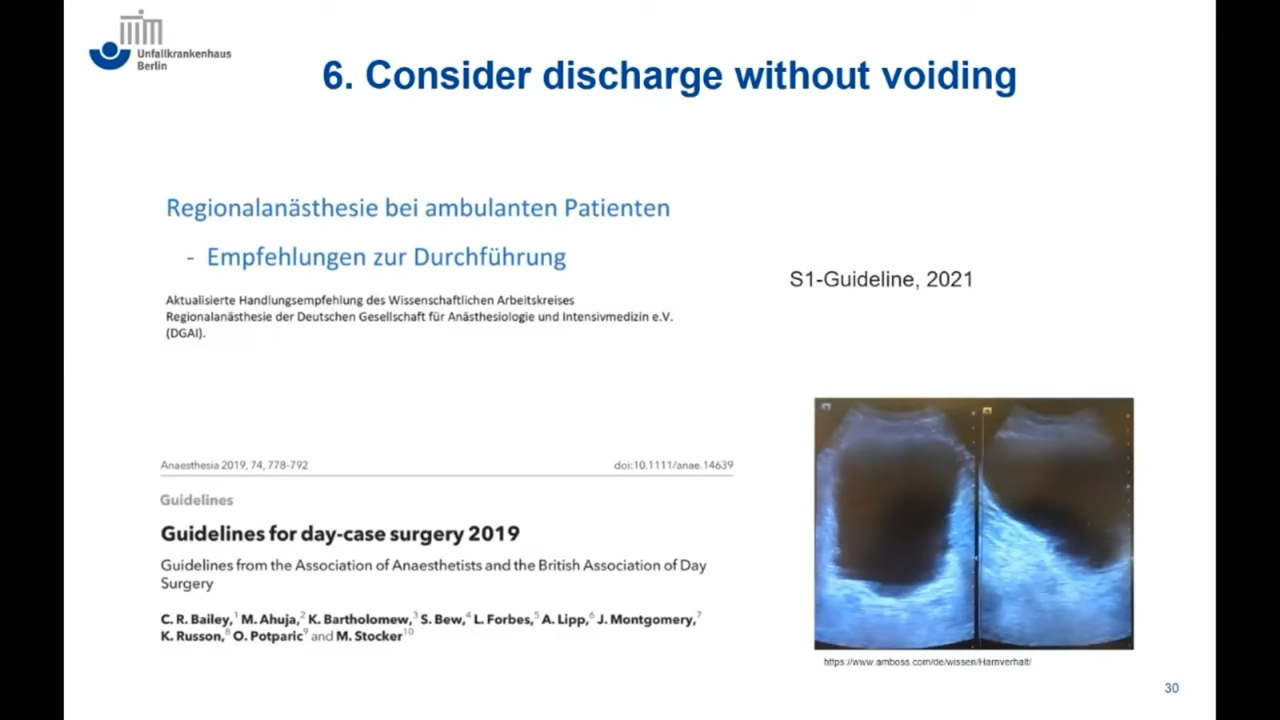 Unfallkrankenhaus
Berlin
6. Consider discharge without voiding
Regionalanästhesie bei ambulanten Patienten
- Empfehlungen zur Durchführung
Aktualisierte Handlungsempfehlung des Wissenschaftlichen Arbeitskreises
Regionalanästhesie der Deutschen Gesellschaft für Anästhesiologie und Intensivmedizin e.V.
(DGAI).
S1-Guideline, 2021
Anaesthesia 2019, 74, 778-792 doi:10.1111/anae.14639
Guidelines
Guidelines for day-case surgery 2019
Guidelines from the Association of Anaesthetists and the British Association of Day
Surgery
C. R. Bailey,1 M. Ahuja,2 K. Bartholomew,3 S. Bew,4 L. Forbes,5 A. Lipp,6 J. Montgomery,7
K. Russon,8 O. Potparic9 and M. Stocker10
https://www.amboss.com/de/wissen/Harnverhalt/
30